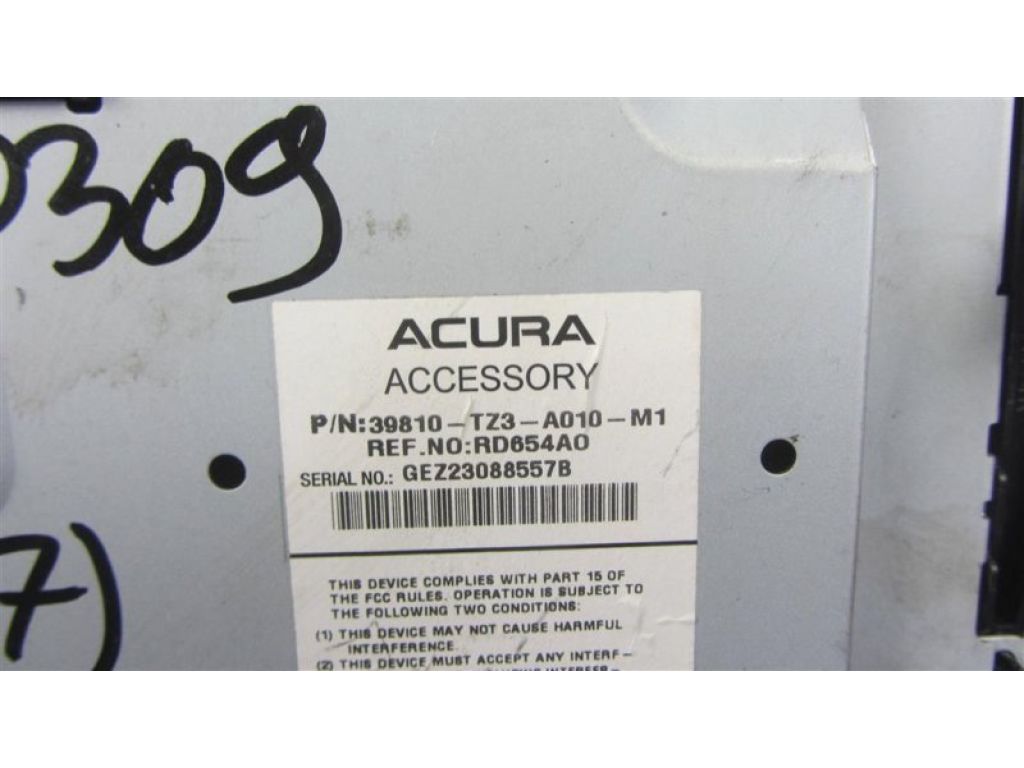 0309
ACURA
ACCESSORY
P/N:39810-TZ3-A010-M1
REF.NO:RD654A0
SERIAL NO.: GEZ23088557B
7)
THIS DEVICE COMPLIES WITH PART 15 OF
THE FCC RULES. OPERATION IS SUBJECT TO
THE FOLLOWING TWO CONDITIONS:
(1) THIS DEVICE MAY NOT CAUSE HARMFUL
INTERFERENCE.
(2) THIS DEVICE MUST ACCEPT ANY INTERF-